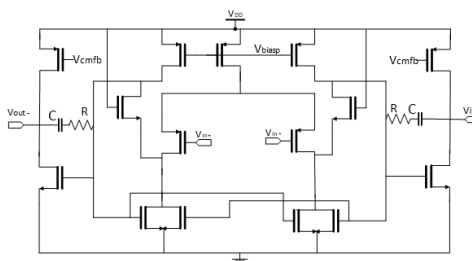 VDD
Vcmfb
Vbiasp
Vcmfb
Vout-
C
R
R
C
Vi
Vin+
Vin-